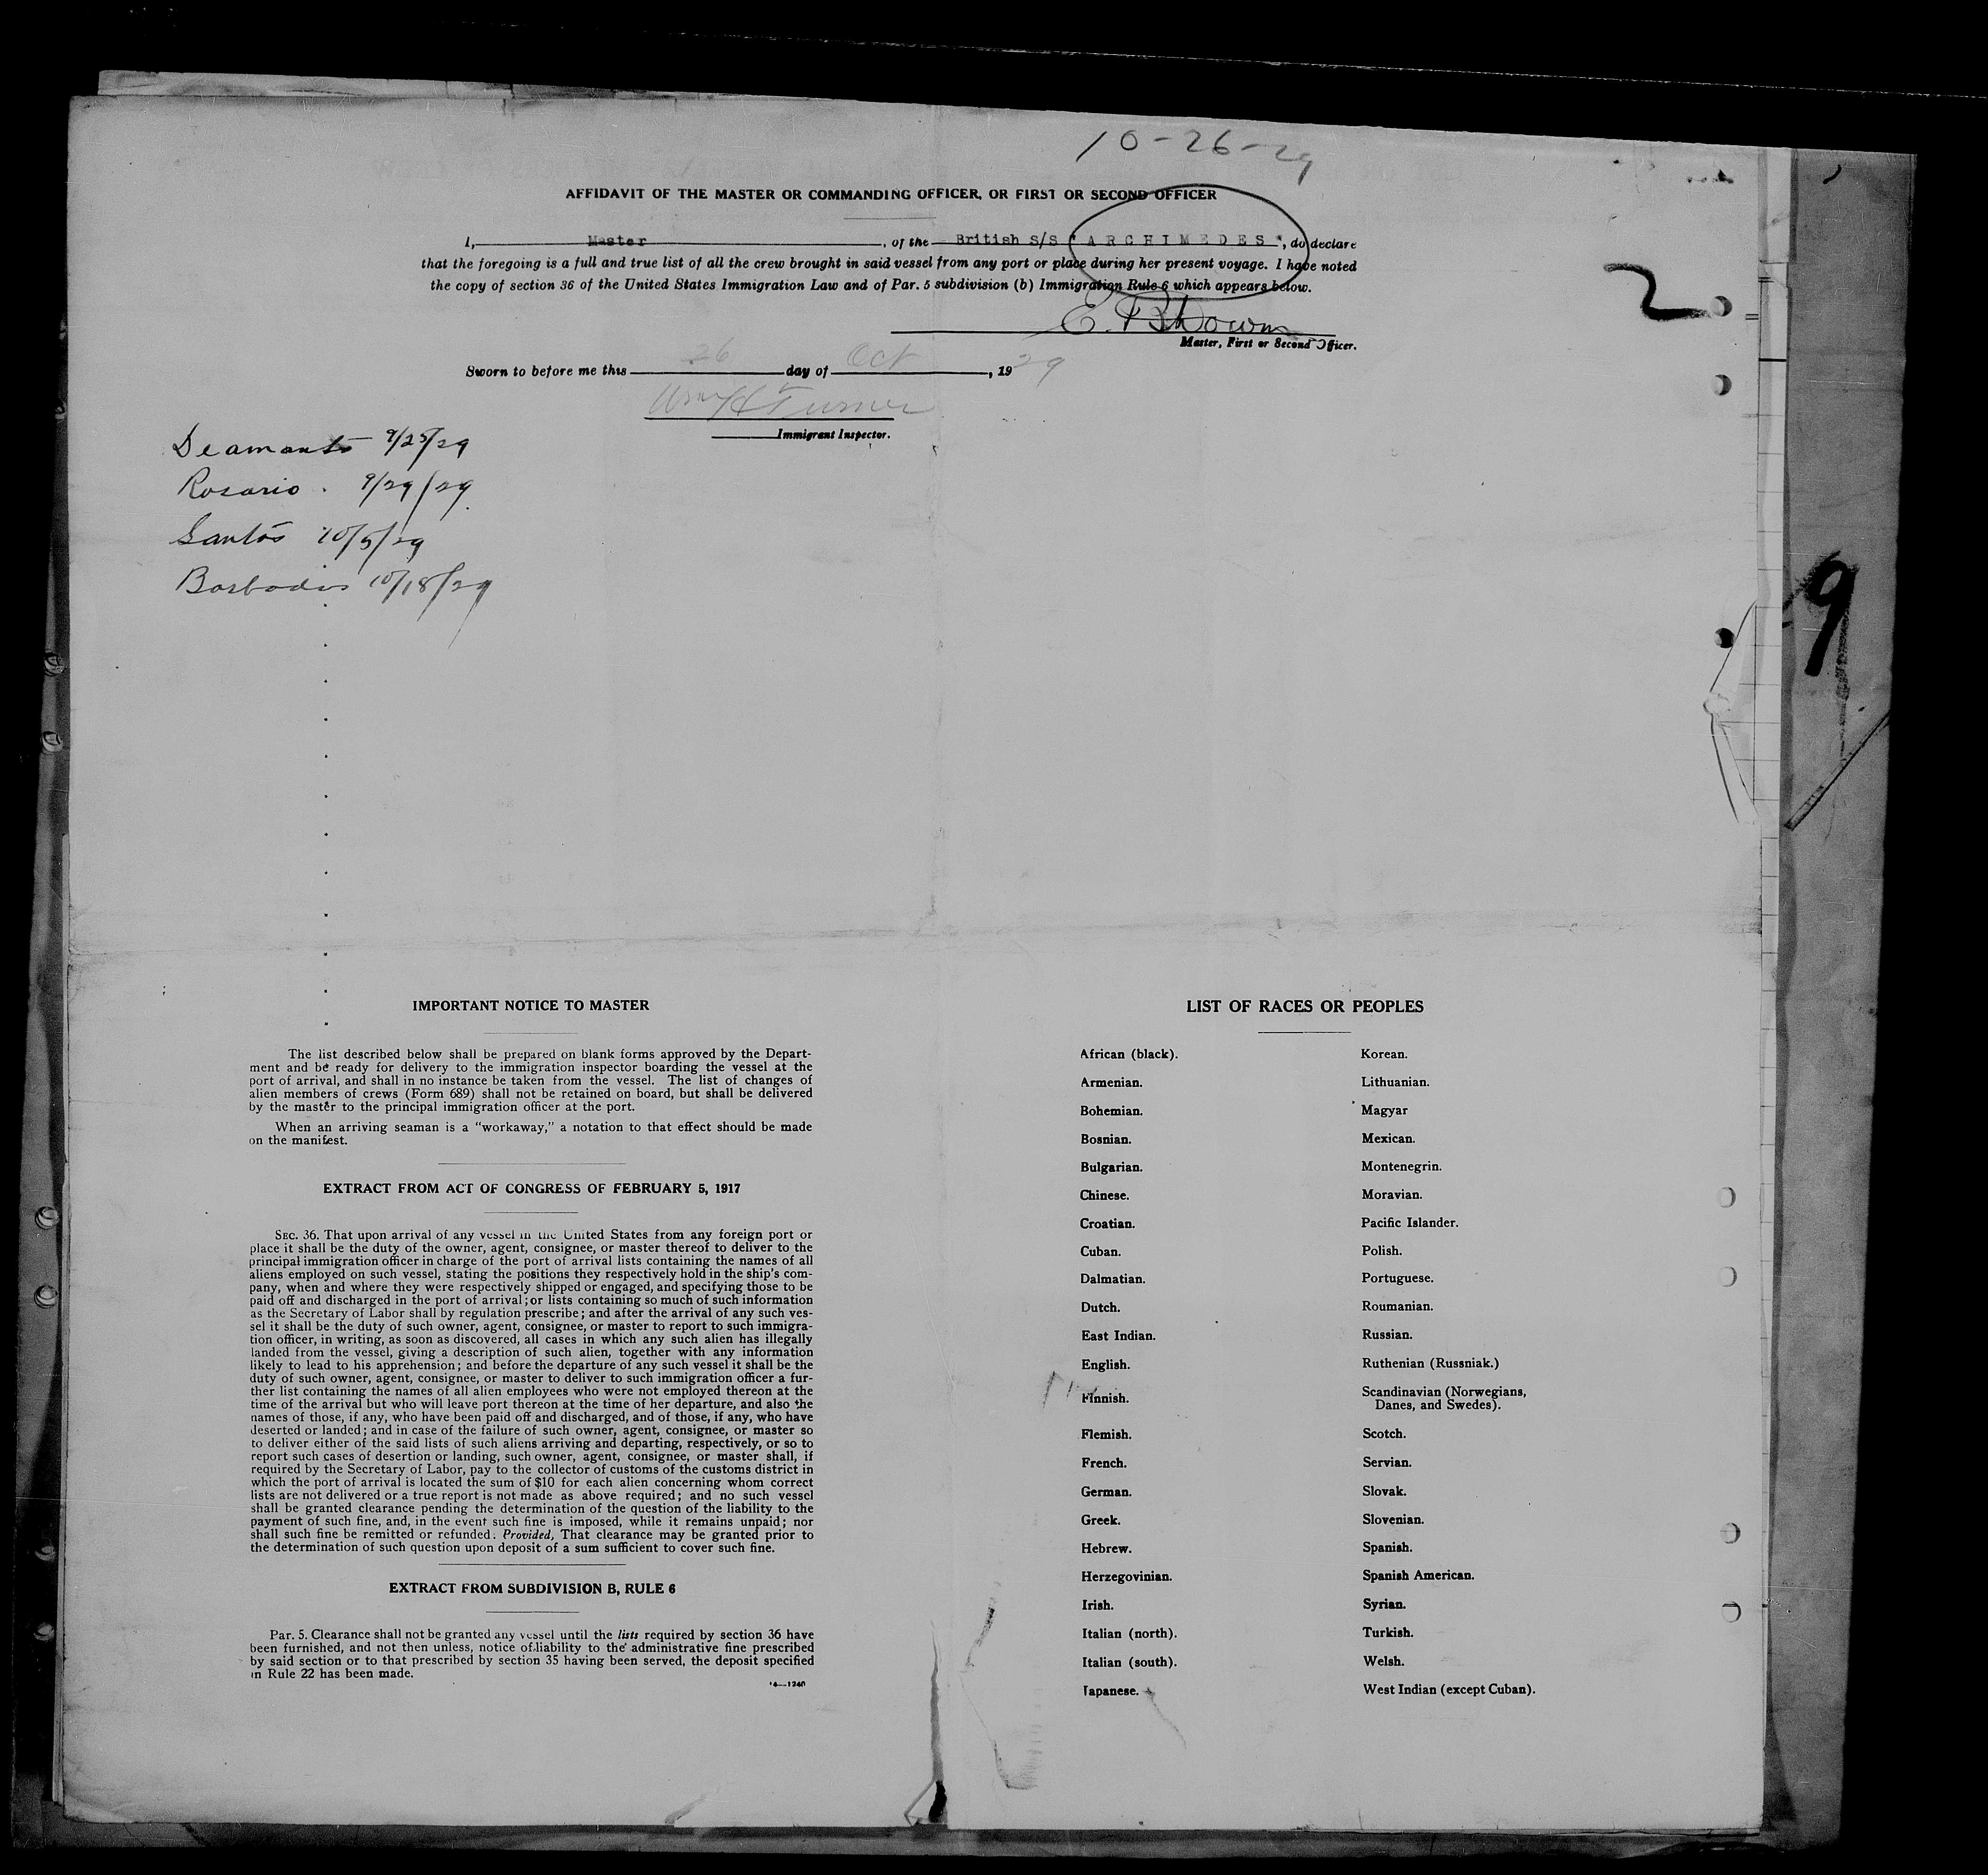 10-26-29
AFFIDAVIT OF THE MASTER OR COMMANDING OFFICER, OR FIRST OR SECOND OFFICER
I, Master, of the British S/S "ARCHIMEDES", do declare
that the foregoing is a full and true list of all the crew brought in said vessel from any port or place during her present voyage. I have noted
the copy of section 36 of the United States Immigration Law and of Par. 5 subdivision (b) Immigration Rule 6 which appears below.
2
E.
Master, First or Second Officer.
Sworn to before me this 26 day of Oct, 1929
Turner
Immigrant Inspector.
9/25/29
Rosario. 9/29/29
Santos 10/5/29
Barbados 10/18/29
9
IMPORTANT NOTICE TO MASTER
The list described below shall be prepared on blank forms approved by the Depart-
ment and be ready for delivery to the immigration inspector boarding the vessel at the
port of arrival, and shall in no instance be taken from the vessel. The list of changes of
alien members of crews (Form 689) shall not be retained on board, but shall be delivered
by the master to the principal immigration officer at the port.
When an arriving seaman is a "workaway," a notation to that effect should be made
on the manifest.
EXTRACT FROM ACT OF CONGRESS OF FEBRUARY 5, 1917
SEC. 36. That upon arrival of any vessel in the United States from any foreign port or
place it shall be the duty of the owner, agent, consignee, or master thereof to deliver to the
principal immigration officer in charge of the port of arrival lists containing the names of all
aliens employed on such vessel, stating the positions they respectively hold in the ship's com-
pany, when and where they were respectively shipped or engaged, and specifying those to be
paid off and discharged in the port of arrival; or lists containing so much of such information
as the Secretary of Labor shall by regulation prescribe; and after the arrival of any such ves-
sel it shall be the duty of such owner, agent, consignee, or master to report to such immigra-
tion officer, in writing, as soon as discovered, all cases in which any such alien has illegally
landed from the vessel, giving a description of such alien, together with any information
likely to lead to his apprehension; and before the departure of any such vessel it shall be the
duty of such owner, agent, consignee, or master to deliver to such immigration officer a fur-
ther list containing the names of all alien employees who were not employed thereon at the
time of the arrival but who will leave port thereon at the time of her departure, and also the
names of those, if any, who have been paid off and discharged, and of those, if any, who have
deserted or landed; and in case of the failure of such owner, agent, consignee, or master so
to deliver either of the said lists of such aliens arriving and departing, respectively, or so to
report such cases of desertion or landing, such owner, agent, consignee, or master shall, if
required by the Secretary of Labor, pay to the collector of customs of the customs district in
which the port of arrival is located the sum of $10 for each alien concerning whom correct
lists are not delivered or a true report is not made as above required; and no such vessel
shall be granted clearance pending the determination of the question of the liability to the
payment of such fine, and, in the event such fine is imposed, while it remains unpaid; nor
shall such fine be remitted or refunded. Provided, That clearance may be granted prior to
the determination of such question upon deposit of a sum sufficient to cover such fine.
EXTRACT FROM SUBDIVISION B, RULE 6
Par. 5. Clearance shall not be granted any vessel until the lists required by section 36 have
been furnished, and not then unless, notice of liability to the administrative fine prescribed
by said section or to that prescribed by section 35 having been served, the deposit specified
in Rule 22 has been made.
14—1240
LIST OF RACES OR PEOPLES
African (black).
Armenian.
Bohemian.
Bosnian.
Bulgarian.
Chinese.
Croatian.
Cuban.
Dalmatian.
Dutch.
East Indian.
English.
Finnish.
Flemish.
French.
German.
Greek.
Hebrew.
Herzegovinian.
Irish.
Italian (north).
Italian (south).
Japanese.
Korean.
Lithuanian.
Magyar
Mexican.
Montenegrin.
Moravian.
Pacific Islander.
Polish.
Portuguese.
Roumanian.
Russian.
Ruthenian (Russniak.)
Scandinavian (Norwegians,
Danes, and Swedes).
Scotch.
Servian.
Slovak.
Slovenian.
Spanish.
Spanish American.
Syrian.
Turkish.
Welsh.
West Indian (except Cuban).